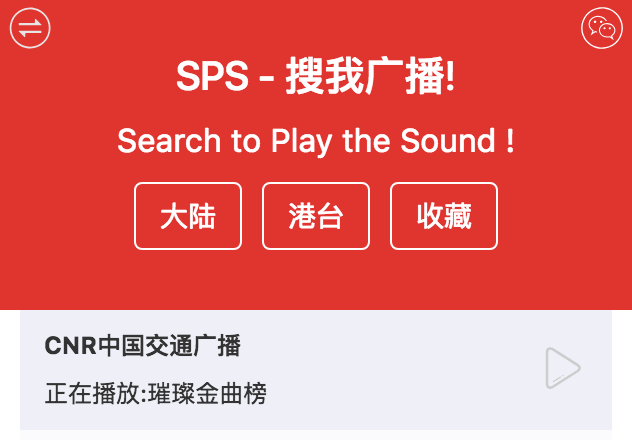 SPS - 搜我广播!
Search to Play the Sound !
大陆 港台 收藏
CNR中国交通广播
正在播放:璀璨金曲榜